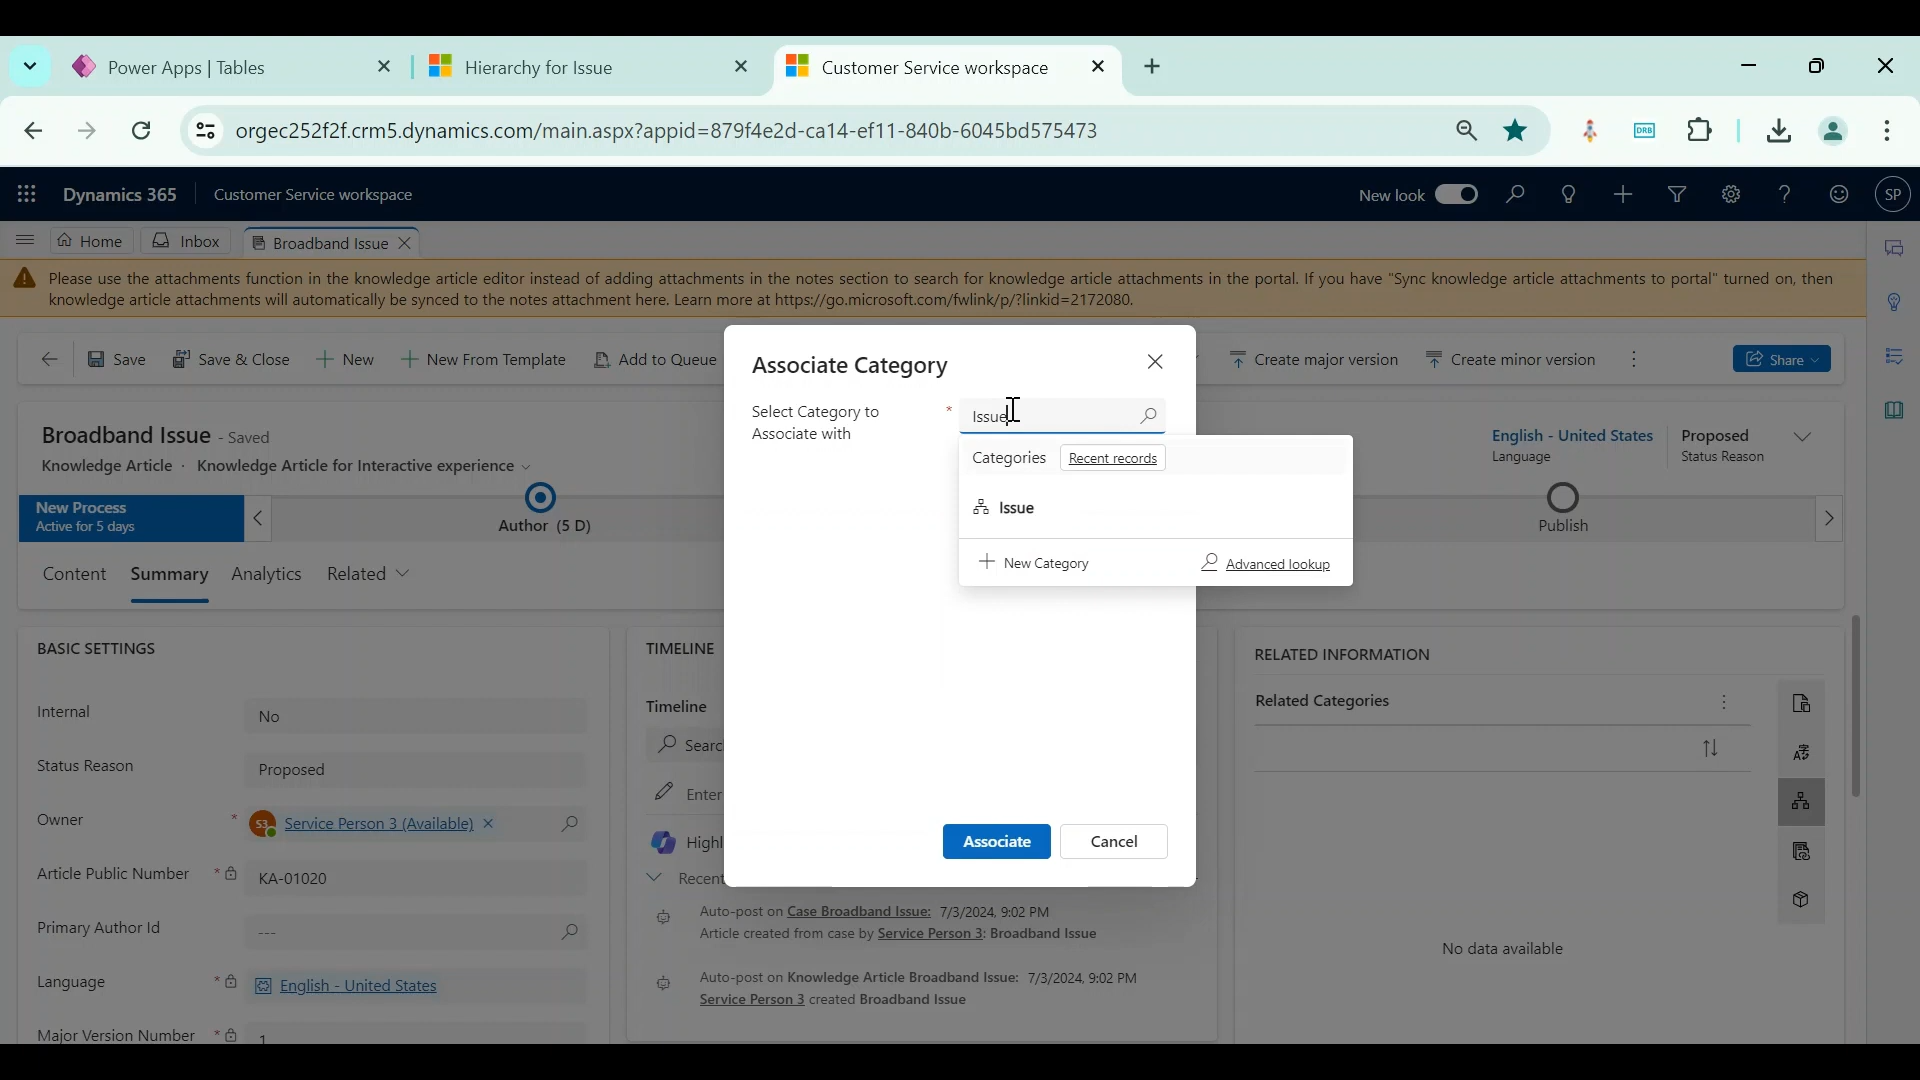 Power Apps | Tables
Hierarchy for Issue
Customer Service workspace
orgec252f2f.crm5.dynamics.com/main.aspx?appid=879f4e2d-ca14-ef11-840b-6045bd575473
DRB
Dynamics 365
Customer Service workspace
New look
SP
Home
Inbox
Broadband Issue
Please use the attachments function in the knowledge article editor instead of adding attachments in the notes section to search for knowledge article attachments in the portal. If you have "Sync knowledge article attachments to portal" turned on, then
knowledge article attachments will automatically be synced to the notes attachment here. Learn more at https://go.microsoft.com/fwlink/p/?linkid=2172080.
Save
Save & Close
New
New From Template
Add to Queue
Create major version
Create minor version
Share
Broadband Issue - Saved
Knowledge Article · Knowledge Article for Interactive experience
English - United States
Language
Proposed
Status Reason
New Process
Active for 5 days
Author (5 D)
Publish
Content
Summary
Analytics
Related
Associate Category
Select Category to
Associate with
*
Issue
Categories
Recent records
Issue
New Category
Advanced lookup
Associate
Cancel
BASIC SETTINGS
Internal
No
Status Reason
Proposed
Owner
*
S3
Service Person 3 (Available)
Article Public Number
*
KA-01020
Primary Author Id
---
Language
*
English - United States
Major Version Number
*
1
TIMELINE
Timeline
Searc
Enter
Highl
Recent
Auto-post on Case Broadband Issue: 7/3/2024, 9:02 PM
Article created from case by Service Person 3: Broadband Issue
Auto-post on Knowledge Article Broadband Issue: 7/3/2024, 9:02 PM
Service Person 3 created Broadband Issue
RELATED INFORMATION
Related Categories
No data available